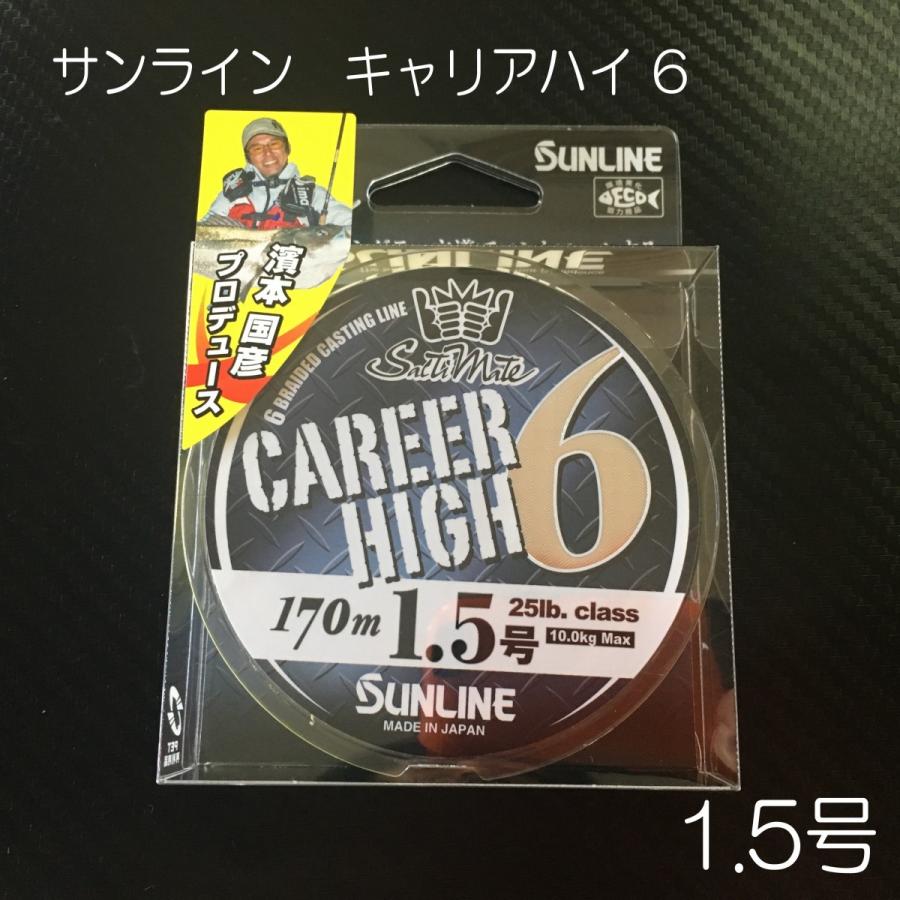 サンライン　キャリアハイ 6
SUNLINE
ECO
濱本 国彦
プロデュース
6 BRAIDED CASTING LINE
SaltiMate
CAREER
HIGH 6
170m 1.5号
25lb. class
10.0kg Max
SUNLINE
MADE IN JAPAN
PET
1.5号